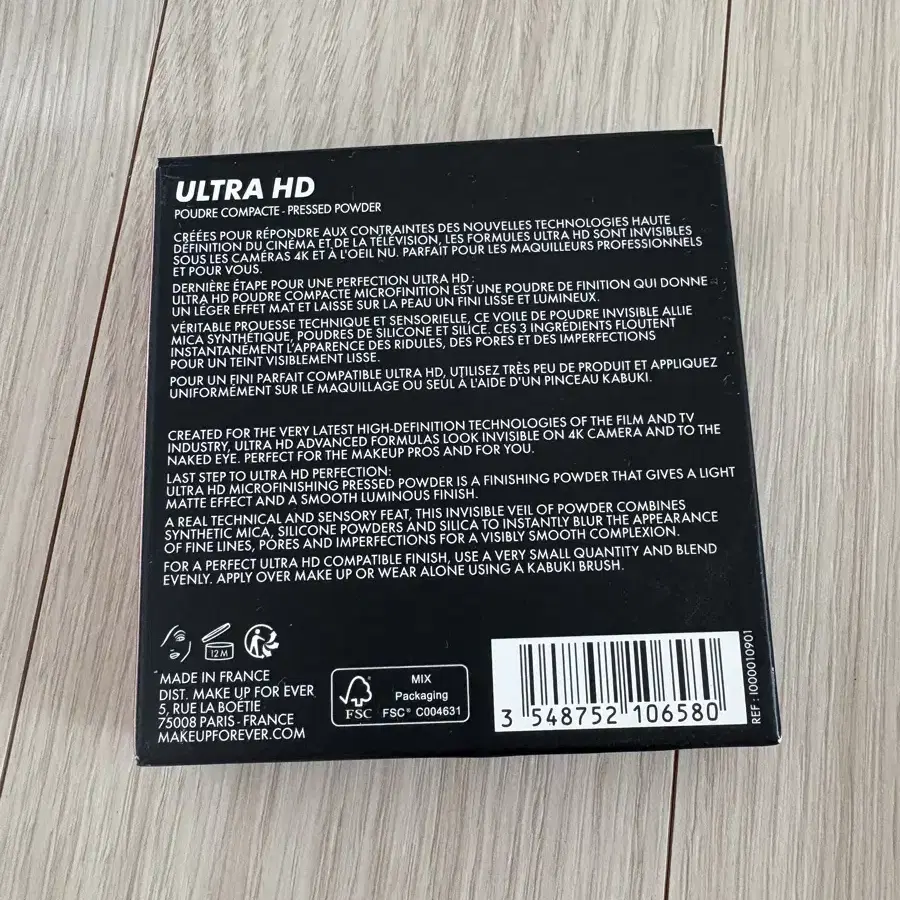 ULTRA HD
POUDRE COMPACTE - PRESSED POWDER
CRÉÉES POUR RÉPONDRE AUX CONTRAINTES DES NOUVELLES TECHNOLOGIES HAUTE
DÉFINITION DU CINÉMA ET DE LA TÉLÉVISION, LES FORMULES ULTRA HD SONT INVISIBLES
SOUS LES CAMÉRAS 4K ET À L'OEIL NU. PARFAIT POUR LES MAQUILLEURS PROFESSIONNELS
ET POUR VOUS.
DERNIÈRE ÉTAPE POUR UNE PERFECTION ULTRA HD :
ULTRA HD POUDRE COMPACTE MICROFINITION EST UNE POUDRE DE FINITION QUI DONNE
UN LÉGER EFFET MAT ET LAISSE SUR LA PEAU UN FINI LISSE ET LUMINEUX.
VÉRITABLE PROUESSE TECHNIQUE ET SENSORIELLE, CE VOILE DE POUDRE INVISIBLE ALLIE
MICA SYNTHÉTIQUE, POUDRES DE SILICONE ET SILICE. CES 3 INGRÉDIENTS FLOUTENT
INSTANTANÉMENT L'APPARENCE DES RIDULES, DES PORES ET DES IMPERFECTIONS
POUR UN TEINT VISIBLEMENT LISSE.
POUR UN FINI PARFAIT COMPATIBLE ULTRA HD, UTILISEZ TRÈS PEU DE PRODUIT ET APPLIQUEZ
UNIFORMÉMENT SUR LE MAQUILLAGE OU SEUL À L'AIDE D'UN PINCEAU KABUKI.
CREATED FOR THE VERY LATEST HIGH-DEFINITION TECHNOLOGIES OF THE FILM AND TV
INDUSTRY, ULTRA HD ADVANCED FORMULAS LOOK INVISIBLE ON 4K CAMERA AND TO THE
NAKED EYE. PERFECT FOR THE MAKEUP PROS AND FOR YOU.
LAST STEP TO ULTRA HD PERFECTION:
ULTRA HD MICROFINISHING PRESSED POWDER IS A FINISHING POWDER THAT GIVES A LIGHT
MATTE EFFECT AND A SMOOTH LUMINOUS FINISH.
A REAL TECHNICAL AND SENSORY FEAT, THIS INVISIBLE VEIL OF POWDER COMBINES
SYNTHETIC MICA, SILICONE POWDERS AND SILICA TO INSTANTLY BLUR THE APPEARANCE
OF FINE LINES, PORES AND IMPERFECTIONS FOR A VISIBLY SMOOTH COMPLEXION.
FOR A PERFECT ULTRA HD COMPATIBLE FINISH, USE A VERY SMALL QUANTITY AND BLEND
EVENLY. APPLY OVER MAKE UP OR WEAR ALONE USING A KABUKI BRUSH.
12 M
MADE IN FRANCE
DIST. MAKE UP FOR EVER
5, RUE LA BOÉTIE
75008 PARIS - FRANCE
MAKEUPFOREVER.COM
FSC
MIX
Packaging
FSC® C004631
3 548752 106580
REF : I000010901